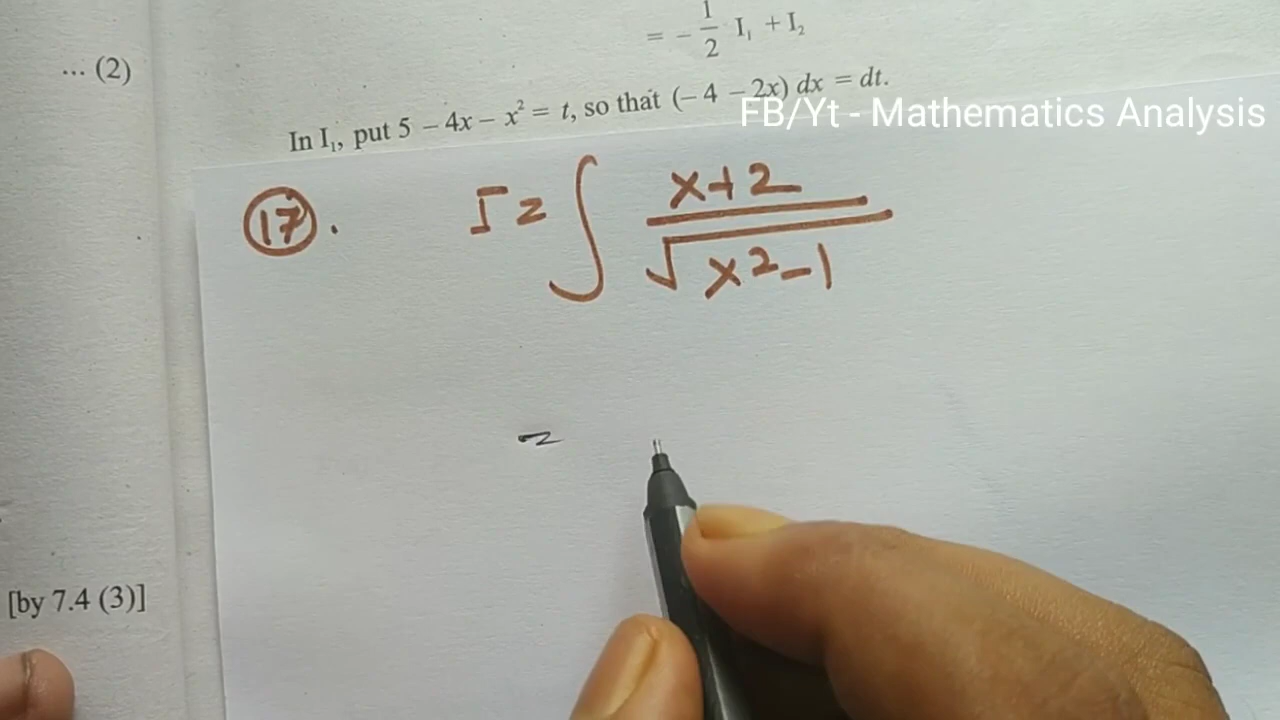 = - 1/2 I₁ + I₂
... (2)
In I₁, put 5 – 4x – x² = t, so that (– 4 – 2x) dx = dt.
FB/Yt - Mathematics Analysis
(17). I = ∫ x+2 / √x²-1
=
[by 7.4 (3)]